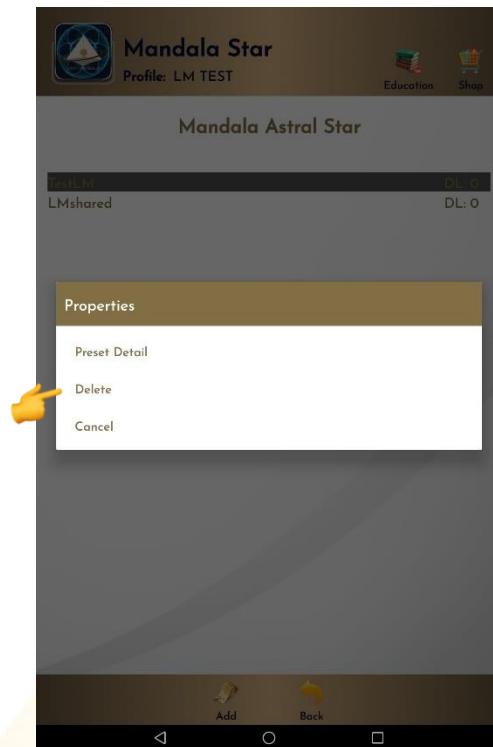 Mandala Star
Profile: LM TEST
Education
Shop
Mandala Astral Star
TestLM DL: 0
LMshared DL: 0
Properties
Preset Detail
Delete
Cancel
Add
Back